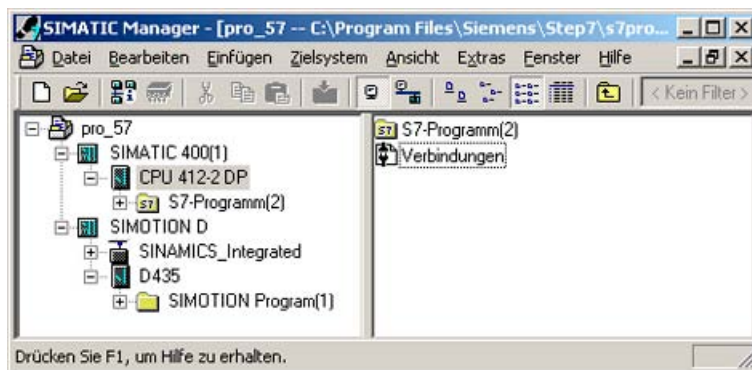 SIMATIC Manager - [pro_57 -- C:\Program Files\Siemens\Step7\s7pro...
Datei Bearbeiten Einfügen Zielsystem Ansicht Extras Fenster Hilfe
< Kein Filter >
pro_57
SIMATIC 400(1)
CPU 412-2 DP
S7-Programm(2)
SIMOTION D
SINAMICS_Integrated
D435
SIMOTION Program(1)
S7-Programm(2)
Verbindungen
Drücken Sie F1, um Hilfe zu erhalten.